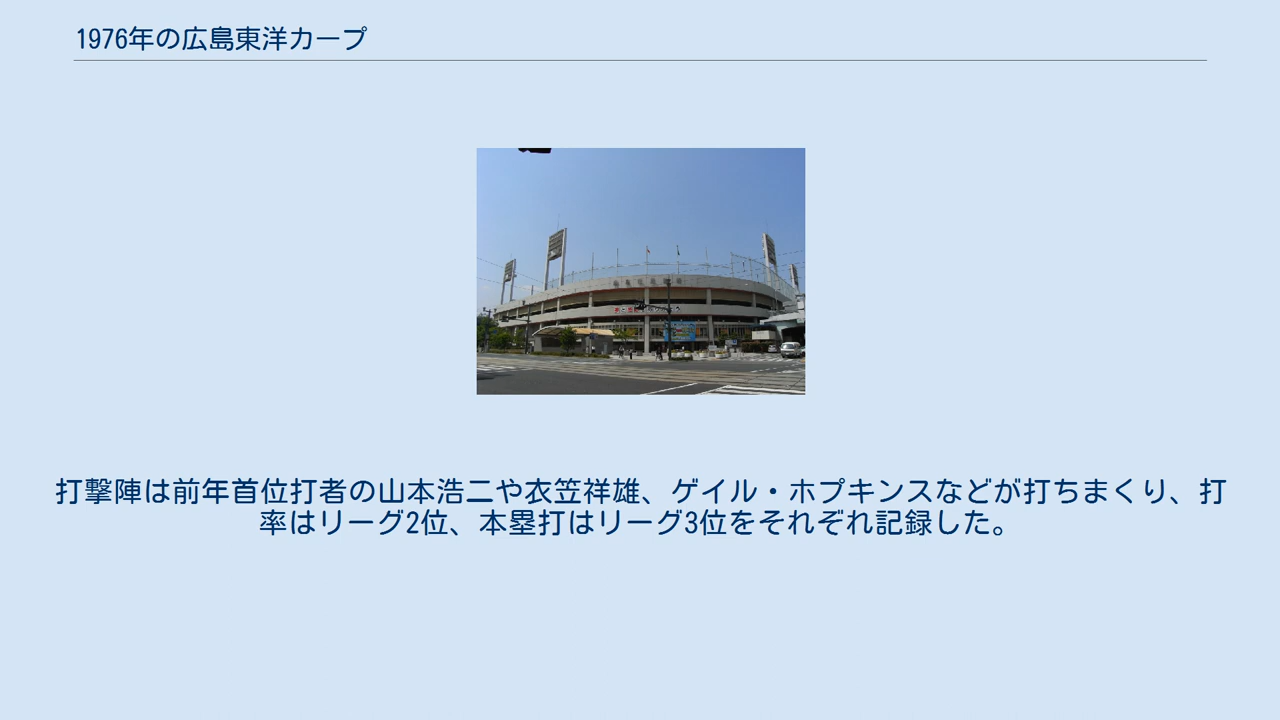 1976年の広島東洋カープ
打撃陣は前年首位打者の山本浩二や衣笠祥雄、ゲイル・ホプキンスなどが打ちまくり、打
率はリーグ2位、本塁打はリーグ3位をそれぞれ記録した。